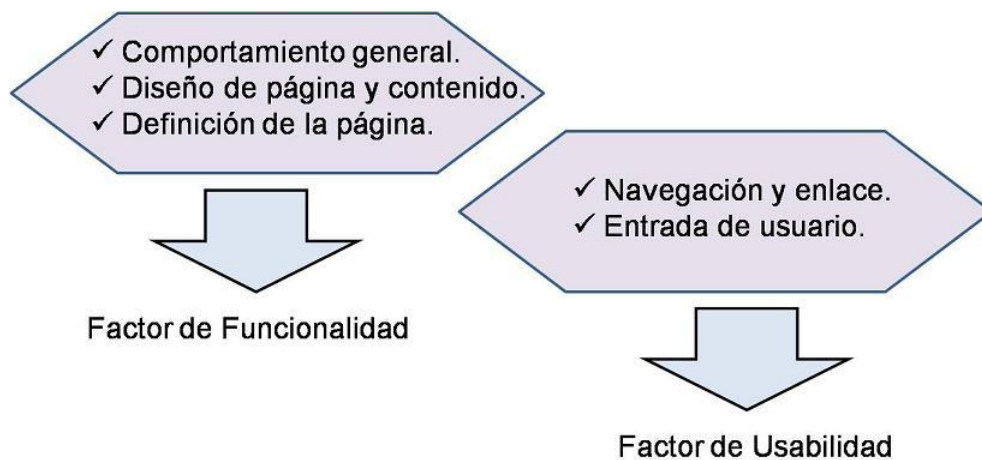 ✓ Comportamiento general.
✓ Diseño de página y contenido.
✓ Definición de la página.
Factor de Funcionalidad
✓ Navegación y enlace.
✓ Entrada de usuario.
Factor de Usabilidad